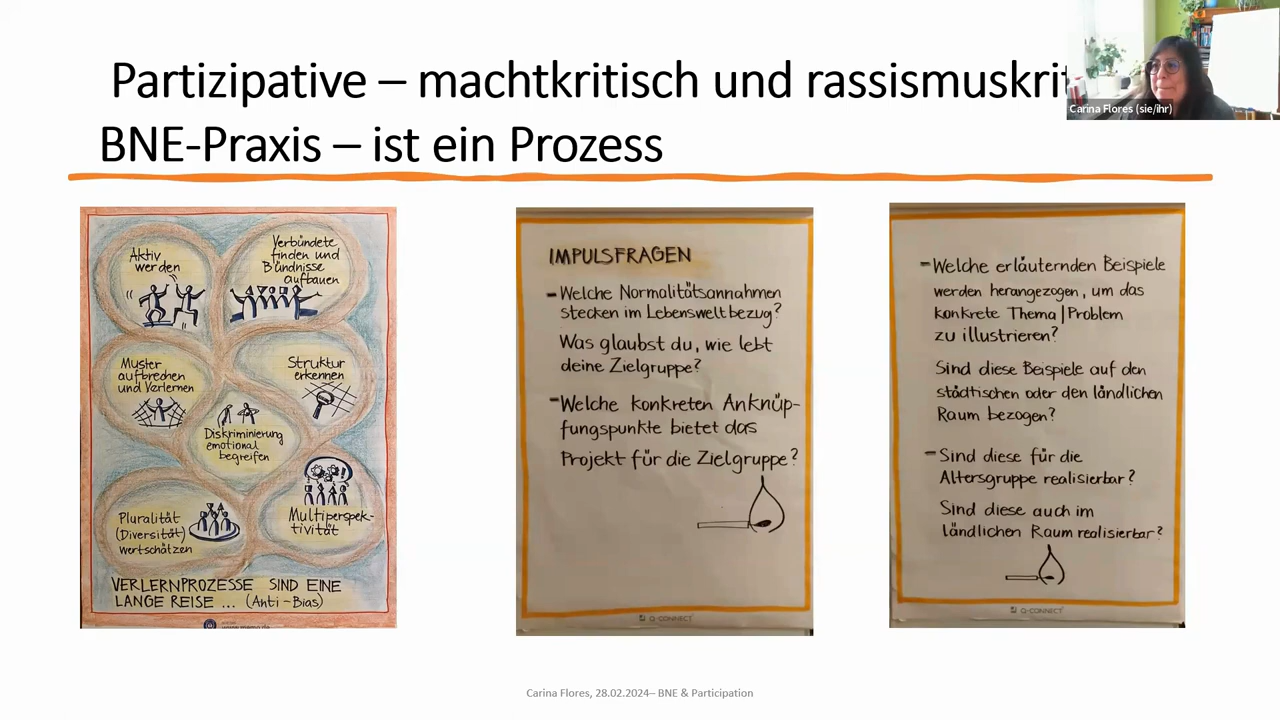 Partizipative – machtkritisch und rassismuskrit
BNE-Praxis – ist ein Prozess
Carina Flores (sie/ihr)
Aktiv
werden
Verbündete
finden und
Bündnisse
aufbauen
Muster
aufbrechen
und Verlernen
Struktur
erkennen
Diskriminierung
emotional
begreifen
Pluralität
(Diversität)
wertschätzen
Multiperspek-
tivität
VERLERNPROZESSE SIND EINE
LANGE REISE ... (Anti-Bias)
IMPULSFRAGEN
- Welche Normalitätsannahmen
stecken im Lebensweltbezug?
Was glaubst du, wie lebt
deine Zielgruppe?
- Welche konkreten Anknüp-
fungspunkte bietet das
Projekt für die Zielgruppe?
Q-CONNECT
- Welche erläuternden Beispiele
werden herangezogen, um das
konkrete Thema|Problem
zu illustrieren?
Sind diese Beispiele auf den
städtischen oder den ländlichen
Raum bezogen?
- Sind diese für die
Altersgruppe realisierbar?
Sind diese auch im
ländlichen Raum realisierbar?
Q-CONNECT
Carina Flores, 28.02.2024– BNE & Participation